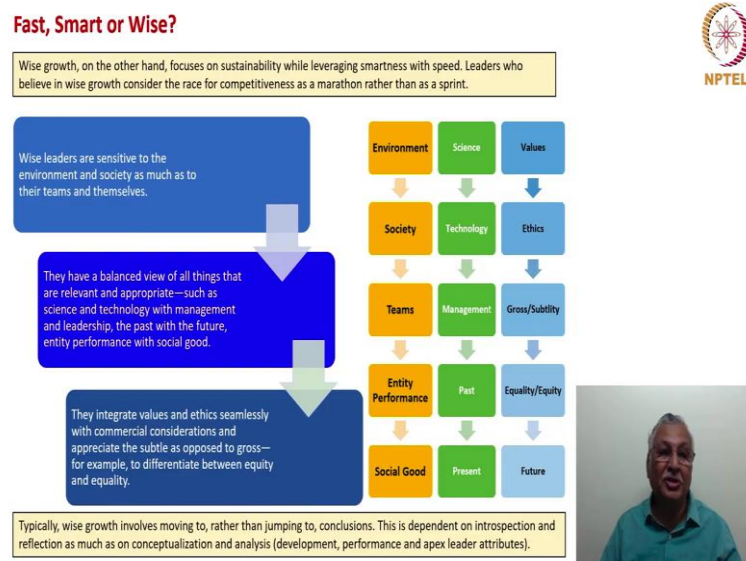 Fast, Smart or Wise?
NPTEL
Wise growth, on the other hand, focuses on sustainability while leveraging smartness with speed. Leaders who
believe in wise growth consider the race for competitiveness as a marathon rather than as a sprint.
Wise leaders are sensitive to the
environment and society as much as to
their teams and themselves.
They have a balanced view of all things that
are relevant and appropriate—such as
science and technology with management
and leadership, the past with the future,
entity performance with social good.
They integrate values and ethics seamlessly
with commercial considerations and
appreciate the subtle as opposed to gross—
for example, to differentiate between equity
and equality.
Environment
Science
Values
Society
Technology
Ethics
Teams
Management
Gross/Subtlity
Entity
Performance
Past
Equality/Equity
Social Good
Present
Future
Typically, wise growth involves moving to, rather than jumping to, conclusions. This is dependent on introspection and
reflection as much as on conceptualization and analysis (development, performance and apex leader attributes).